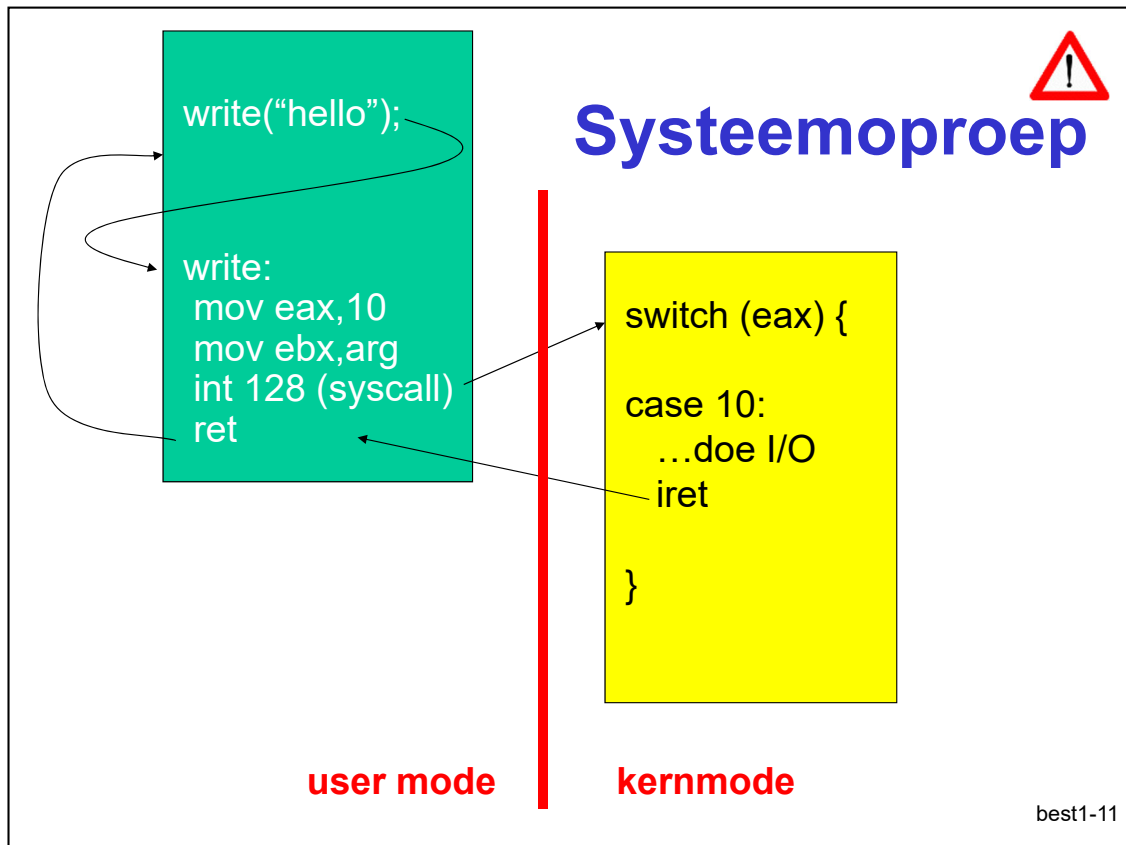 Systeemoproep
write(“hello”);
write:
mov eax,10
mov ebx,arg
int 128 (syscall)
ret
switch (eax) {
case 10:
…doe I/O
iret
}
user mode
kernmode
best1-11